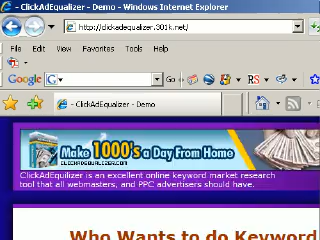 - ClickAdEqualizer - Demo - Windows Internet Explorer
http://clickadequalizer.301k.net/
File Edit View Favorites Tools Help
Google G RS
- ClickAdEqualizer - Demo
Make 1000's a Day From Home
CLICKADEQUALIZER.COM
ClickAdEquilizer is an excellent online keyword market research
tool that all webmasters, and PPC advertisers should have.
Who Wants to do Keyword